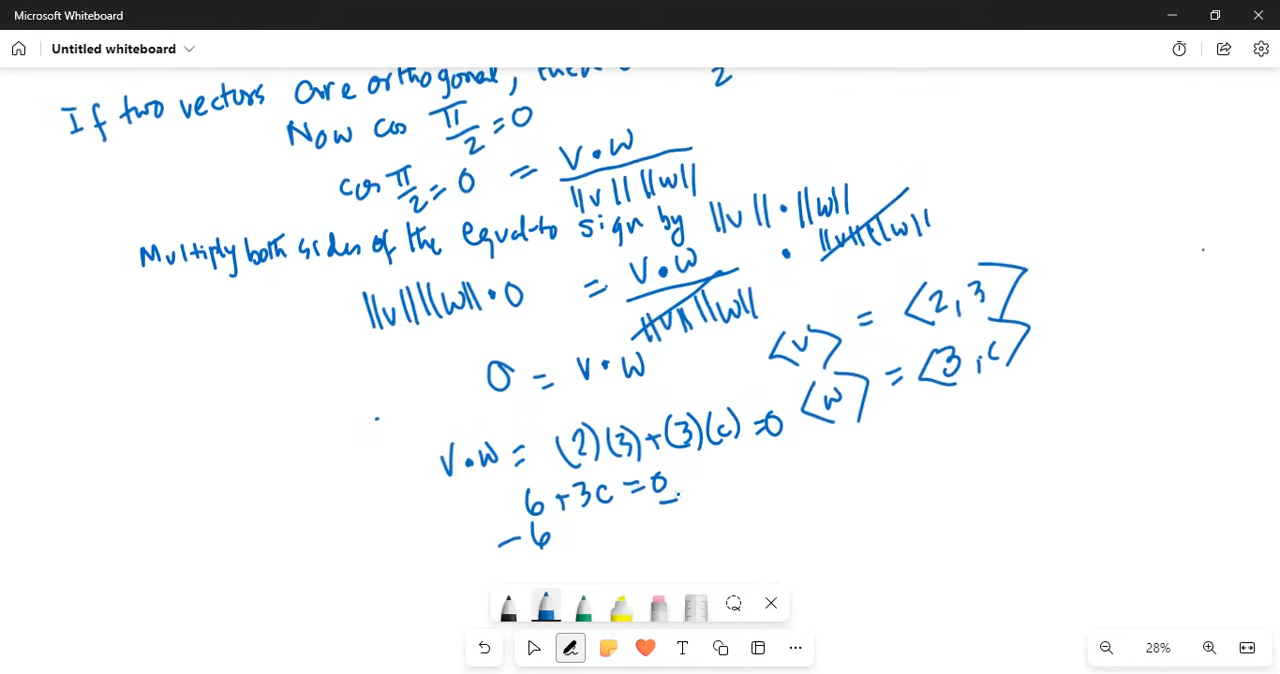 Microsoft Whiteboard
Untitled whiteboard
If two vectors are orthogonal, then 2
Now cos π/2 = 0
cos π/2 = 0 = v • w / ||v|| ||w||
Multiply both sides of the equal-to sign by ||v|| • ||w||
||v|| ||w|| • 0 = v • w / ||v|| ||w|| • ||v|| ||w||
0 = v • w
<v> = <2, 3>
<w> = <3, c>
v • w = (2)(3) + (3)(c) = 0
6 + 3c = 0
- 6
28%